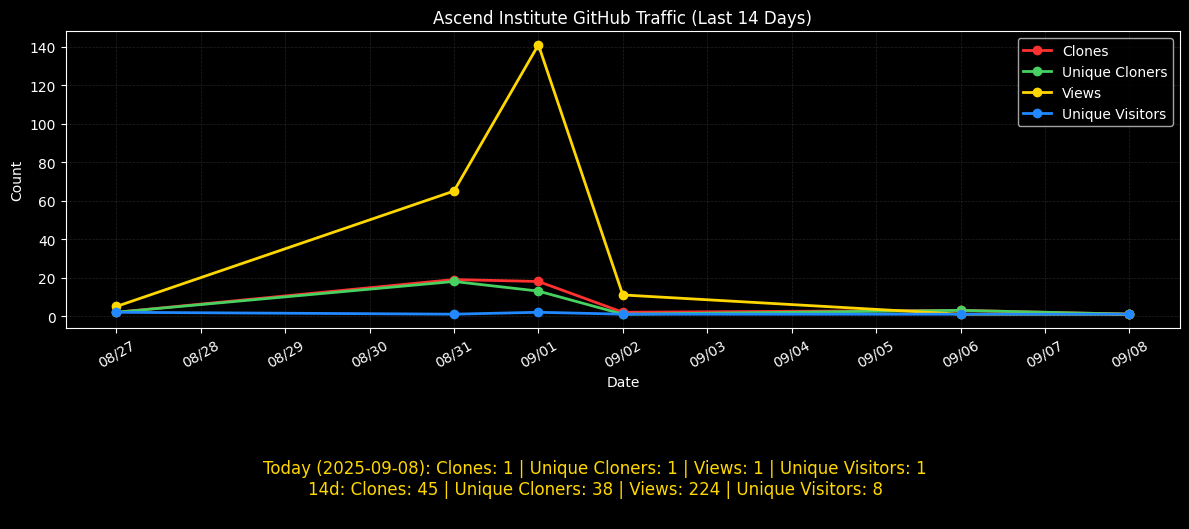 Ascend Institute GitHub Traffic (Last 14 Days)
Clones
Unique Cloners
Views
Unique Visitors
Count
140
120
100
80
60
40
20
0
08/27
08/28
08/29
08/30
08/31
09/01
09/02
09/03
09/04
09/05
09/06
09/07
09/08
Date
Today (2025-09-08): Clones: 1 | Unique Cloners: 1 | Views: 1 | Unique Visitors: 1
14d: Clones: 45 | Unique Cloners: 38 | Views: 224 | Unique Visitors: 8